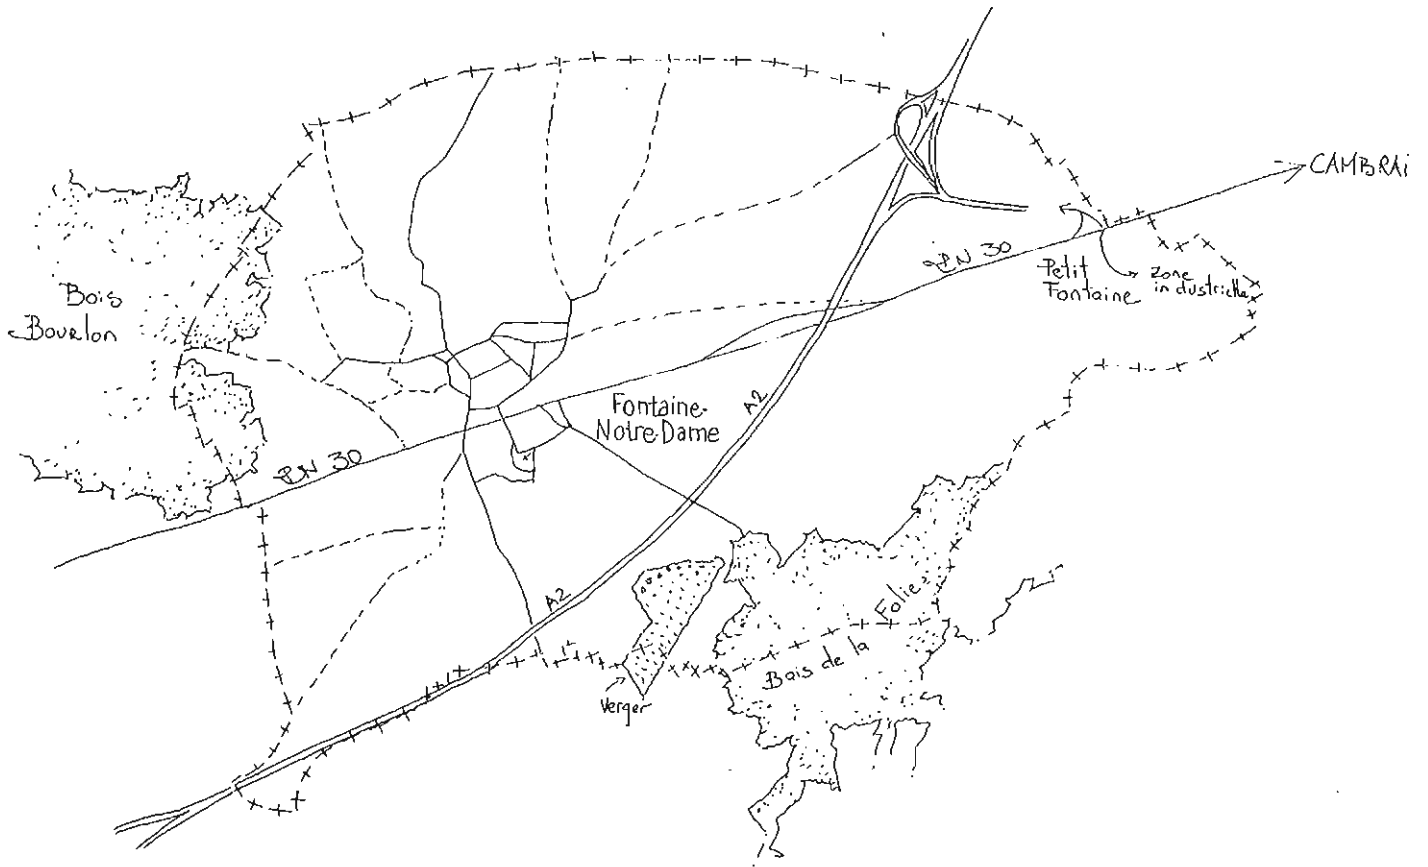 CAMBRAI
RN 30
Petit
Fontaine
zone
industrielle
Bois
Bourlon
A2
Fontaine-
Notre-Dame
RN 30
A2
Bois de la Folie
Verger